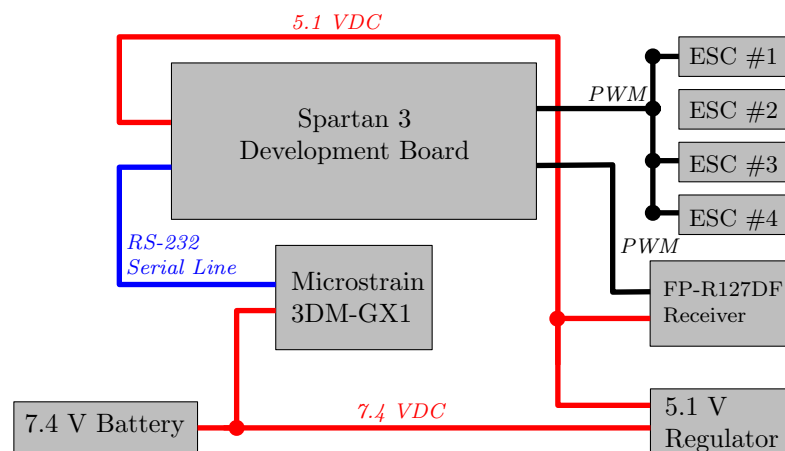 5.1 VDC
Spartan 3
Development Board
PWM
ESC #1
ESC #2
ESC #3
ESC #4
RS-232
Serial Line
PWM
Microstrain
3DM-GX1
FP-R127DF
Receiver
7.4 V Battery
7.4 VDC
5.1 V
Regulator